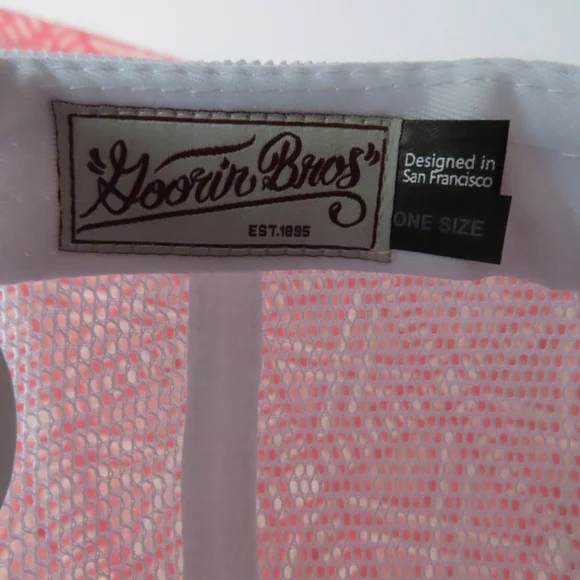 "Goorin Bros"
EST.1895
Designed in
San Francisco
ONE SIZE